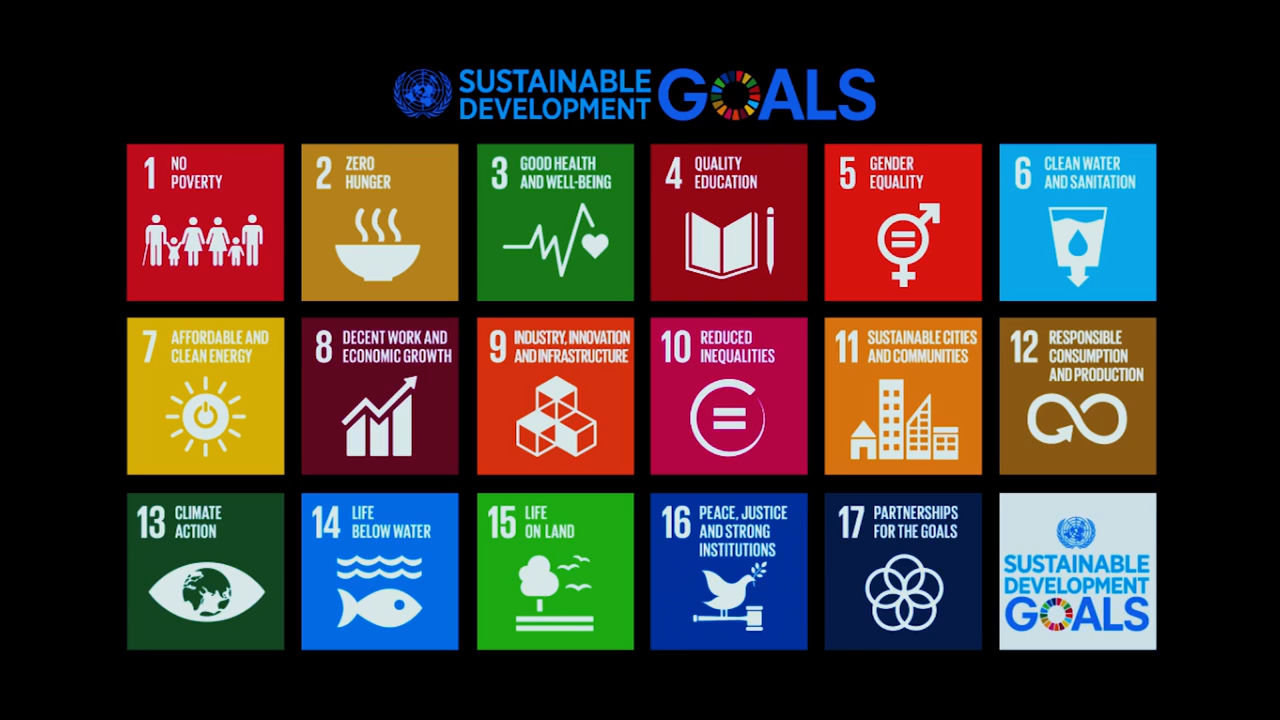 SUSTAINABLE
DEVELOPMENT
GOALS
1 NO
POVERTY
2 ZERO
HUNGER
3 GOOD HEALTH
AND WELL-BEING
4 QUALITY
EDUCATION
5 GENDER
EQUALITY
6 CLEAN WATER
AND SANITATION
7 AFFORDABLE AND
CLEAN ENERGY
8 DECENT WORK AND
ECONOMIC GROWTH
9 INDUSTRY, INNOVATION
AND INFRASTRUCTURE
10 REDUCED
INEQUALITIES
11 SUSTAINABLE CITIES
AND COMMUNITIES
12 RESPONSIBLE
CONSUMPTION
AND PRODUCTION
13 CLIMATE
ACTION
14 LIFE
BELOW WATER
15 LIFE
ON LAND
16 PEACE, JUSTICE
AND STRONG
INSTITUTIONS
17 PARTNERSHIPS
FOR THE GOALS
SUSTAINABLE
DEVELOPMENT
GOALS